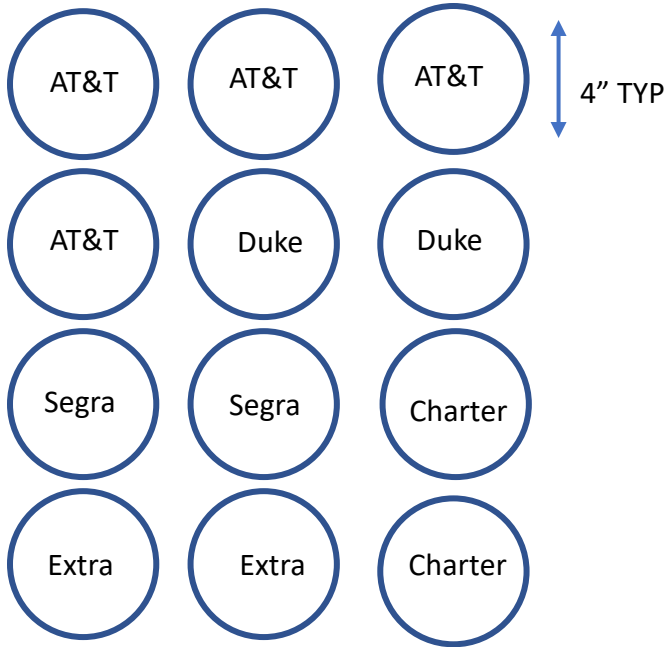 AT&T
AT&T
AT&T
4” TYP
AT&T
Duke
Duke
Segra
Segra
Charter
Extra
Extra
Charter